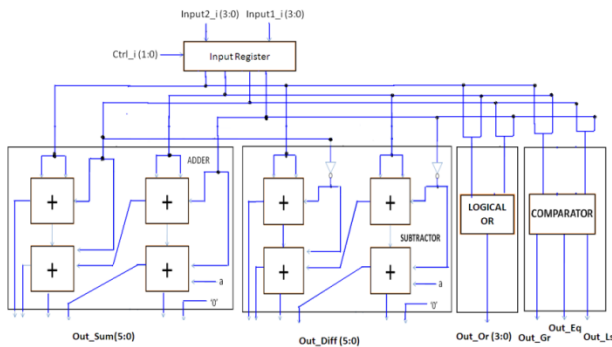 Input2_i (3:0)
Input1_i (3:0)
Ctrl_i (1:0)
Input Register
ADDER
+
+
+
+
a
'0'
Out_Sum(5:0)
+
+
SUBTRACTOR
+
+
a
'0'
Out_Diff (5:0)
LOGICAL
OR
Out_Or (3:0)
COMPARATOR
Out_Gr
Out_Eq
Out_Ls